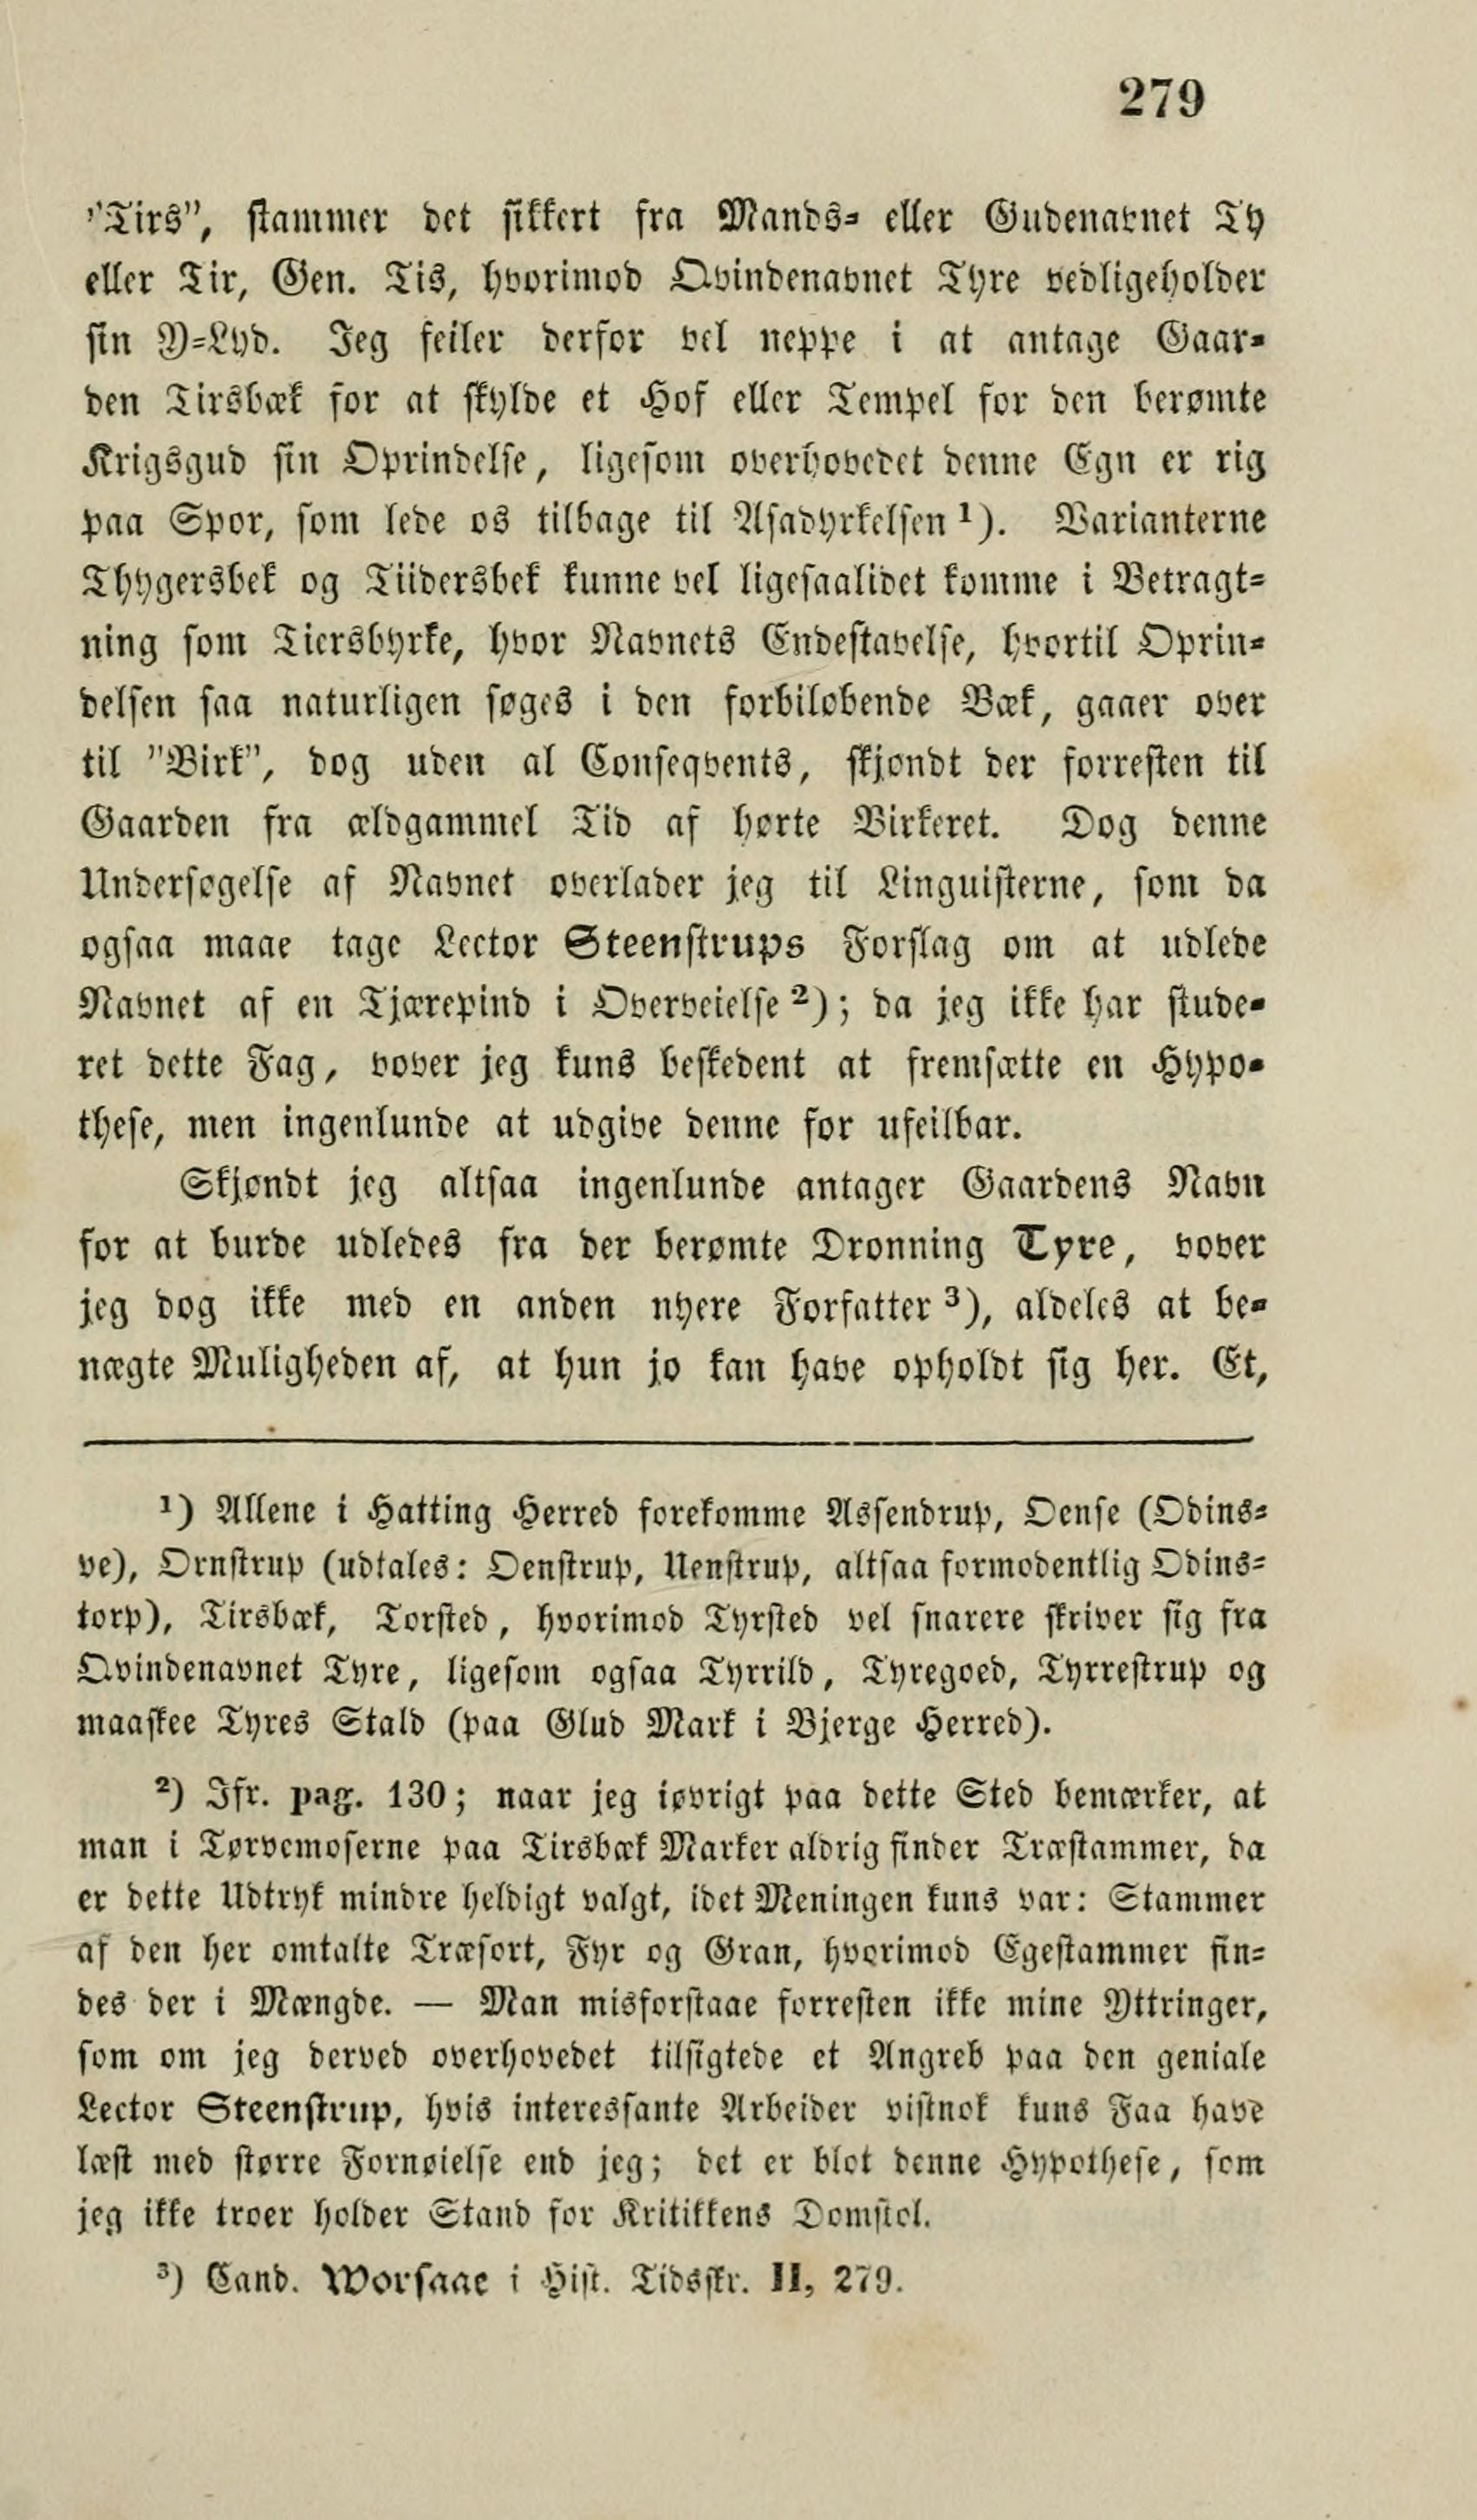 279
"Tirs", stammer det sikkert fra Mands= eller Gudenavnet Ty
eller Tir, Gen. Tis, hvorimod Qvindenavnet Tyre vedligeholder
sin Y=Lyd. Jeg feiler derfor vel neppe i at antage Gaar=
den Tirsbæk for at skylde et Hof eller Tempel for den berømte
Krigsgud sin Oprindelse, ligesom overhovedet denne Egn er rig
paa Spor, som lede os tilbage til Asadyrkelsen ¹). Varianterne
Thygersbek og Tiidersbek kunne vel ligesaalidet komme i Betragt=
ning som Tiersbyrke, hvor Navnets Endestavelse, hvortil Oprin=
delsen saa naturligen søges i den forbiløbende Bæk, gaaer over
til "Birk", dog uden al Conseqvents, skjøndt der forresten til
Gaarden fra ældgammel Tid af hørte Birkeret. Dog denne
Undersøgelse af Navnet overlader jeg til Linguisterne, som da
ogsaa maae tage Lector Steenstrups Forslag om at udlede
Navnet af en Tjærepind i Overveielse ²); da jeg ikke har stude=
ret dette Fag, vover jeg kuns beskedent at fremsætte en Hypo=
these, men ingenlunde at udgive denne for ufeilbar.
Skjøndt jeg altsaa ingenlunde antager Gaardens Navn
for at burde udledes fra der berømte Dronning Tyre, vover
jeg dog ikke med en anden nyere Forfatter ³), aldeles at be=
nægte Muligheden af, at hun jo kan have opholdt sig her. Et,
¹) Allene i Hatting Herred forekomme Assendrup, Oense (Odins=
ve), Ornstrup (udtales: Oenstrup, Uenstrup, altsaa formodentlig Odins=
torp), Tirsbæk, Torsted, hvorimod Tyrsted vel snarere skriver sig fra
Qvindenavnet Tyre, ligesom ogsaa Tyrrild, Tyregoed, Tyrrestrup og
maaskee Tyres Stald (paa Glud Mark i Bjerge Herred).
²) Jfr. pag. 130; naar jeg iøvrigt paa dette Sted bemærker, at
man i Tørvemoserne paa Tirsbæk Marker aldrig finder Træstammer, da
er dette Udtryk mindre heldigt valgt, idet Meningen kuns var: Stammer
af den her omtalte Træsort, Fyr og Gran, hvorimod Egestammer fin=
des der i Mængde. — Man misforstaae forresten ikke mine Yttringer,
som om jeg derved overhovedet tilsigtede et Angreb paa den geniale
Lector Steenstrup, hvis interessante Arbeider vistnok kuns Faa have
læst med større Fornøielse end jeg; det er blot denne Hypothese, som
jeg ikke troer holder Stand for Kritikkens Domstol.
³) Cand. Worsaae i Hist. Tidsskr. II, 279.